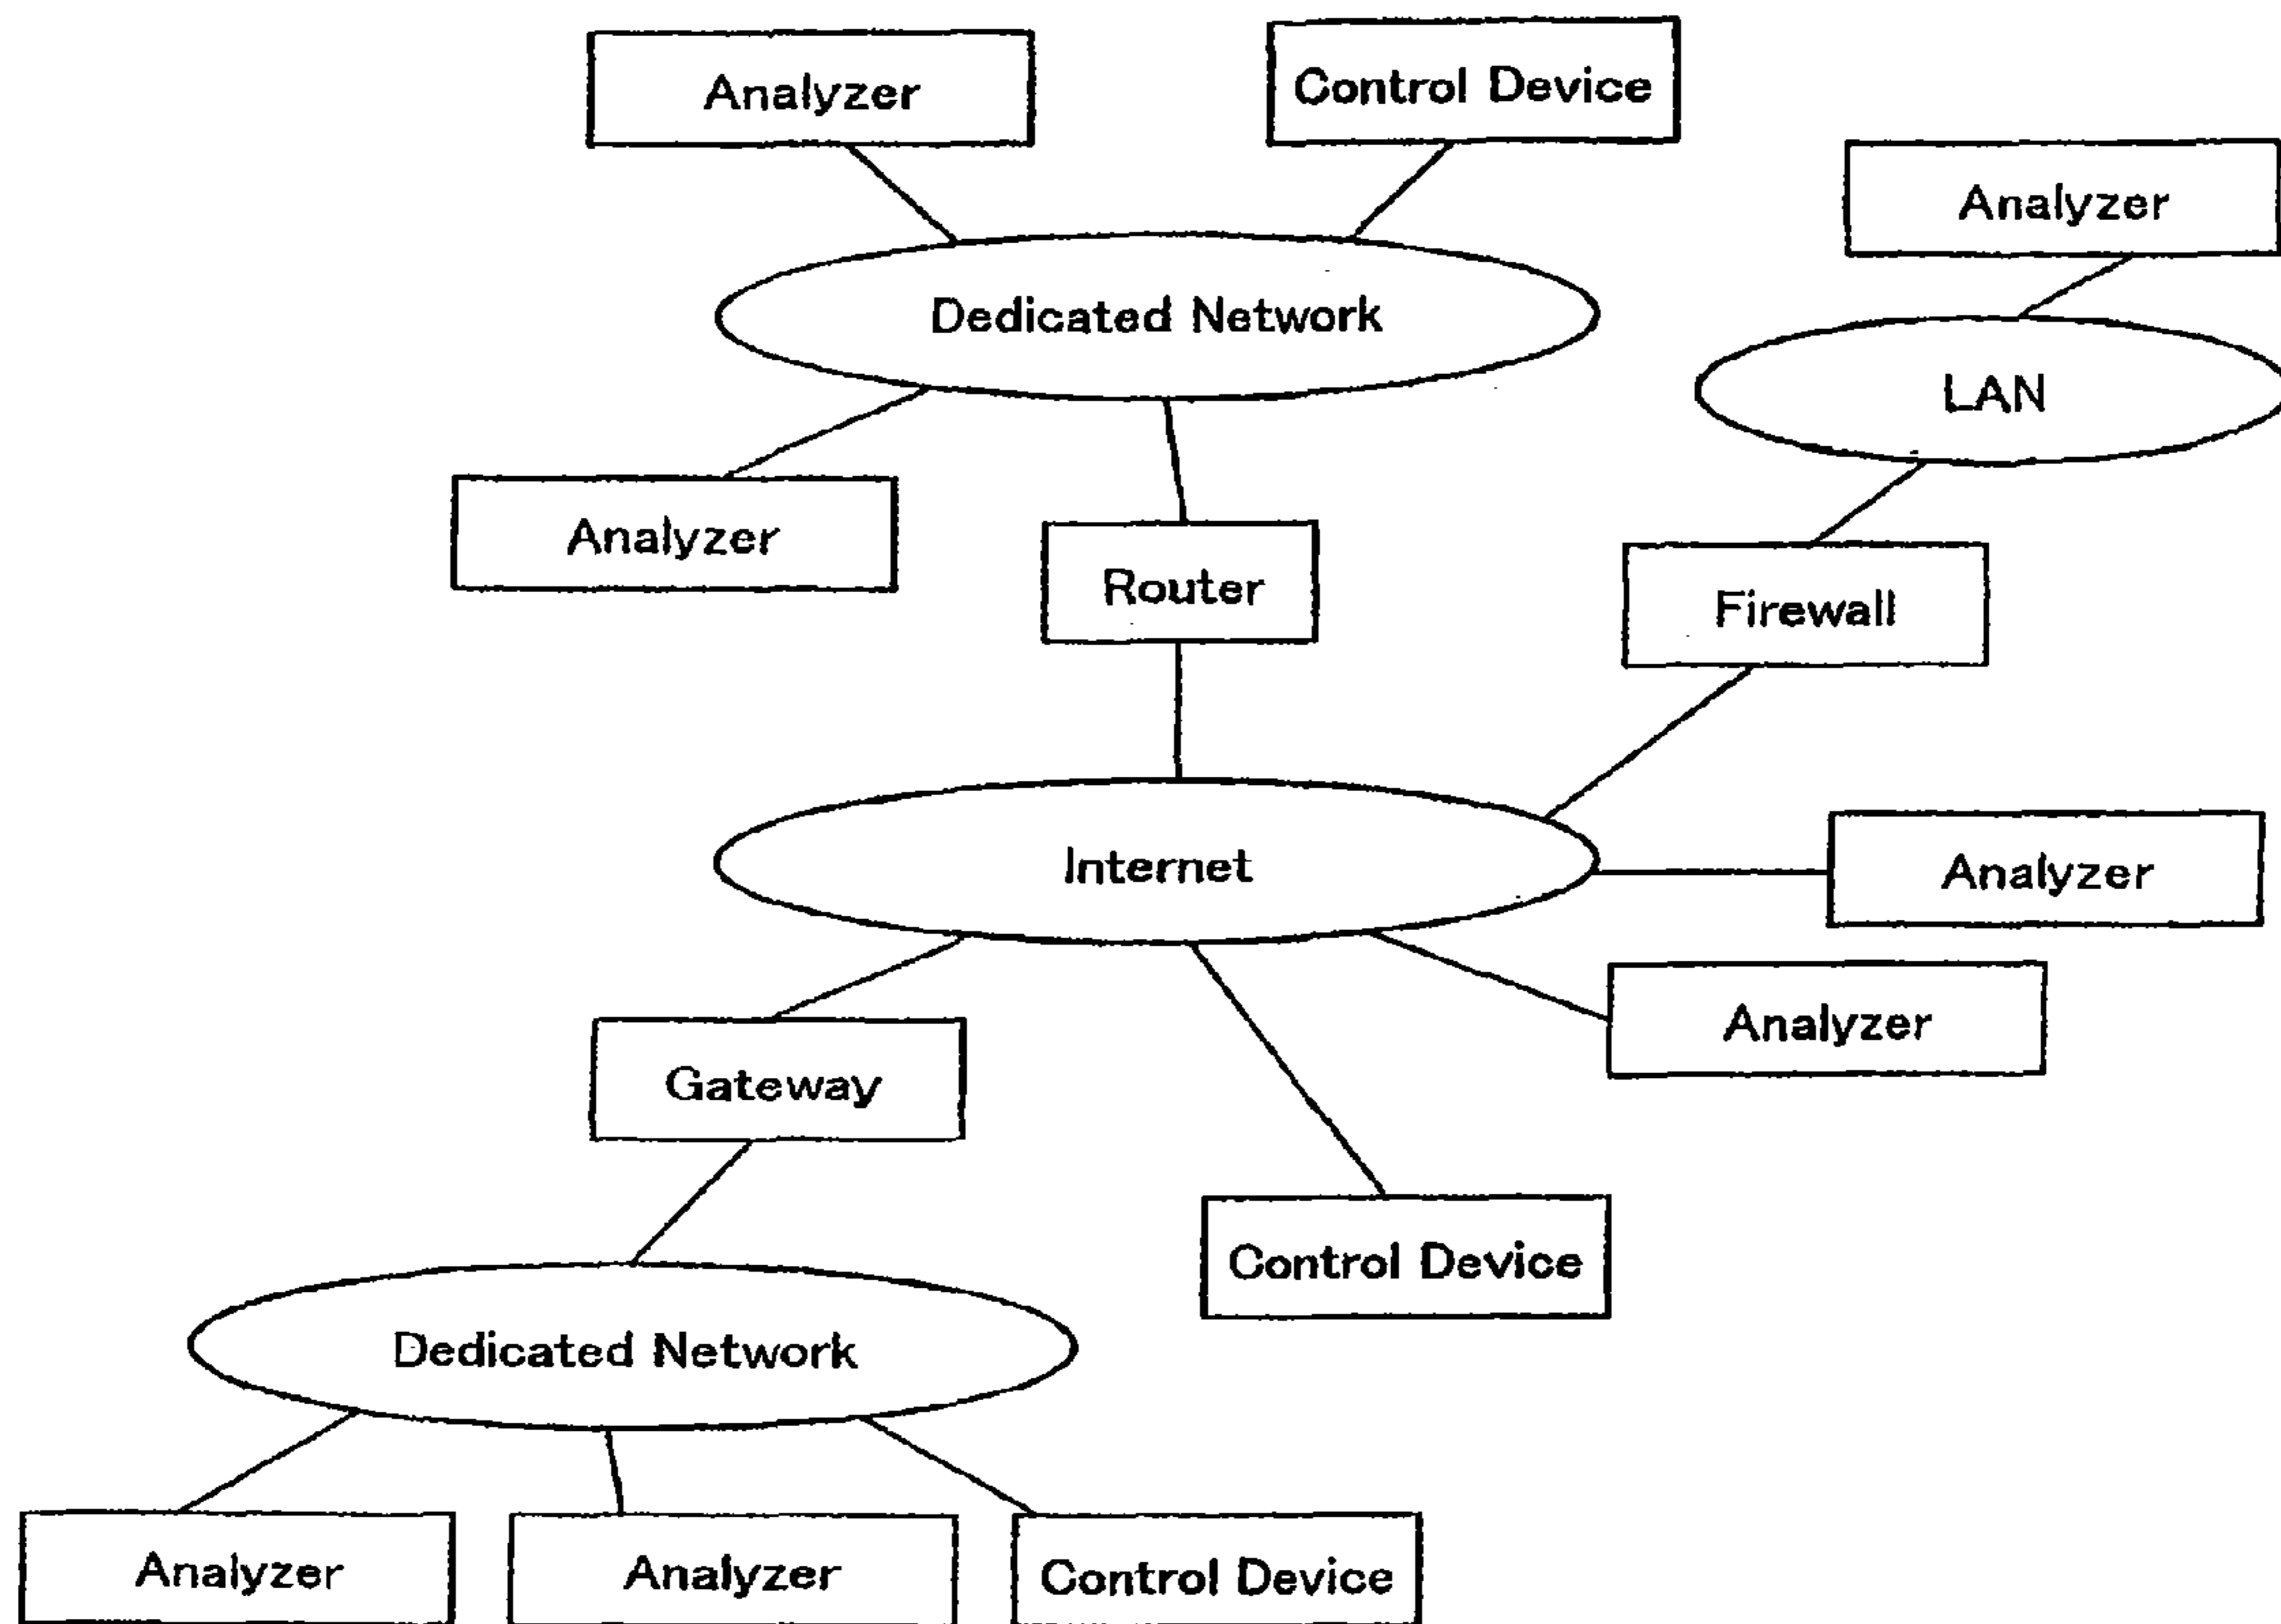 Analyzer
Control Device
Analyzer
Dedicated Network
LAN
Analyzer
Router
Firewall
Internet
Analyzer
Analyzer
Gateway
Control Device
Dedicated Network
Analyzer
Analyzer
Control Device